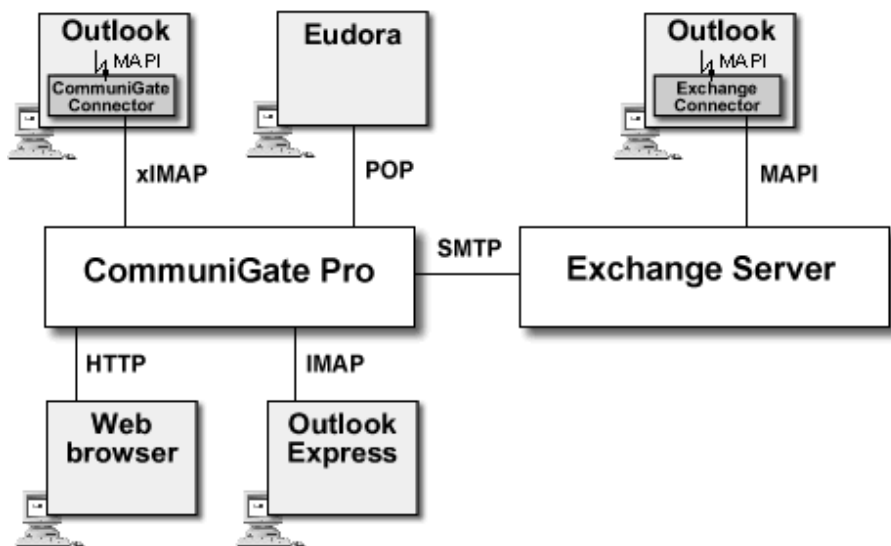 Outlook
MAPI
CommuniGate
Connector
Eudora
Outlook
MAPI
Exchange
Connector
xIMAP
POP
MAPI
CommuniGate Pro
SMTP
Exchange Server
HTTP
IMAP
Web
browser
Outlook
Express